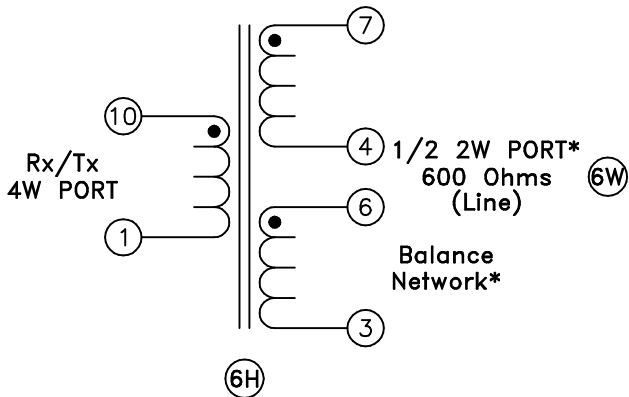 7
10
Rx/Tx
4W PORT
4
1/2 2W PORT*
600 Ohms
(Line)
6W
1
6
Balance
Network*
3
6H